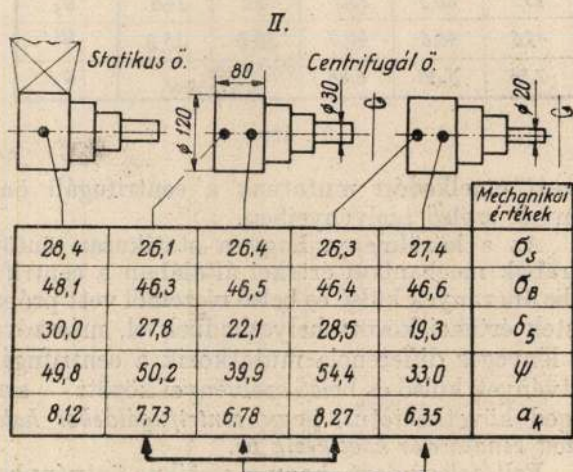 II.
Statikus ö.
80
Centrifugál ö.
ϕ 120
ϕ30
ϕ 20
Mechanikai
értékek
28,4 26,1 26,4 26,3 27,4 σs
48,1 46,3 46,5 46,4 46,6 σB
30,0 27,8 22,1 28,5 19,3 δ5
49,8 50,2 39,9 54,4 33,0 ψ
8,12 7,73 6,78 8,27 6,35 ak